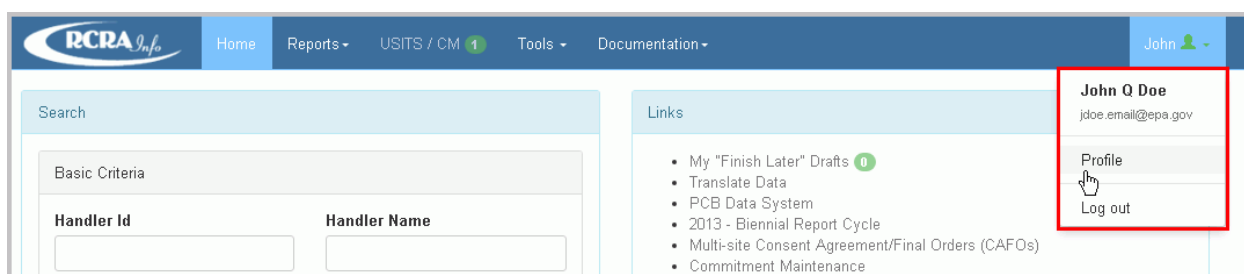 RCRAInfo Home Reports USITS / CM 1 Tools Documentation John
John Q Doe
jdoe.email@epa.gov
Profile
Log out
Search
Basic Criteria
Handler Id Handler Name
Links
• My "Finish Later" Drafts 0
• Translate Data
• PCB Data System
• 2013 - Biennial Report Cycle
• Multi-site Consent Agreement/Final Orders (CAFOs)
• Commitment Maintenance